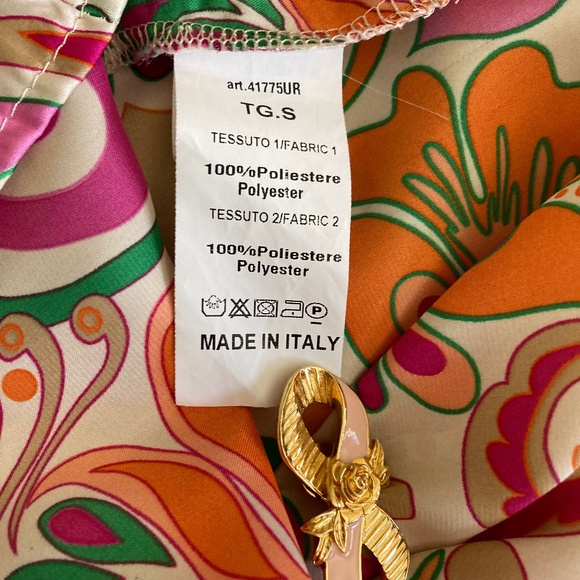 art.41775UR
TG.S
TESSUTO 1/FABRIC 1
100%Poliestere
Polyester
TESSUTO 2/FABRIC 2
100%Poliestere
Polyester
P
MADE IN ITALY